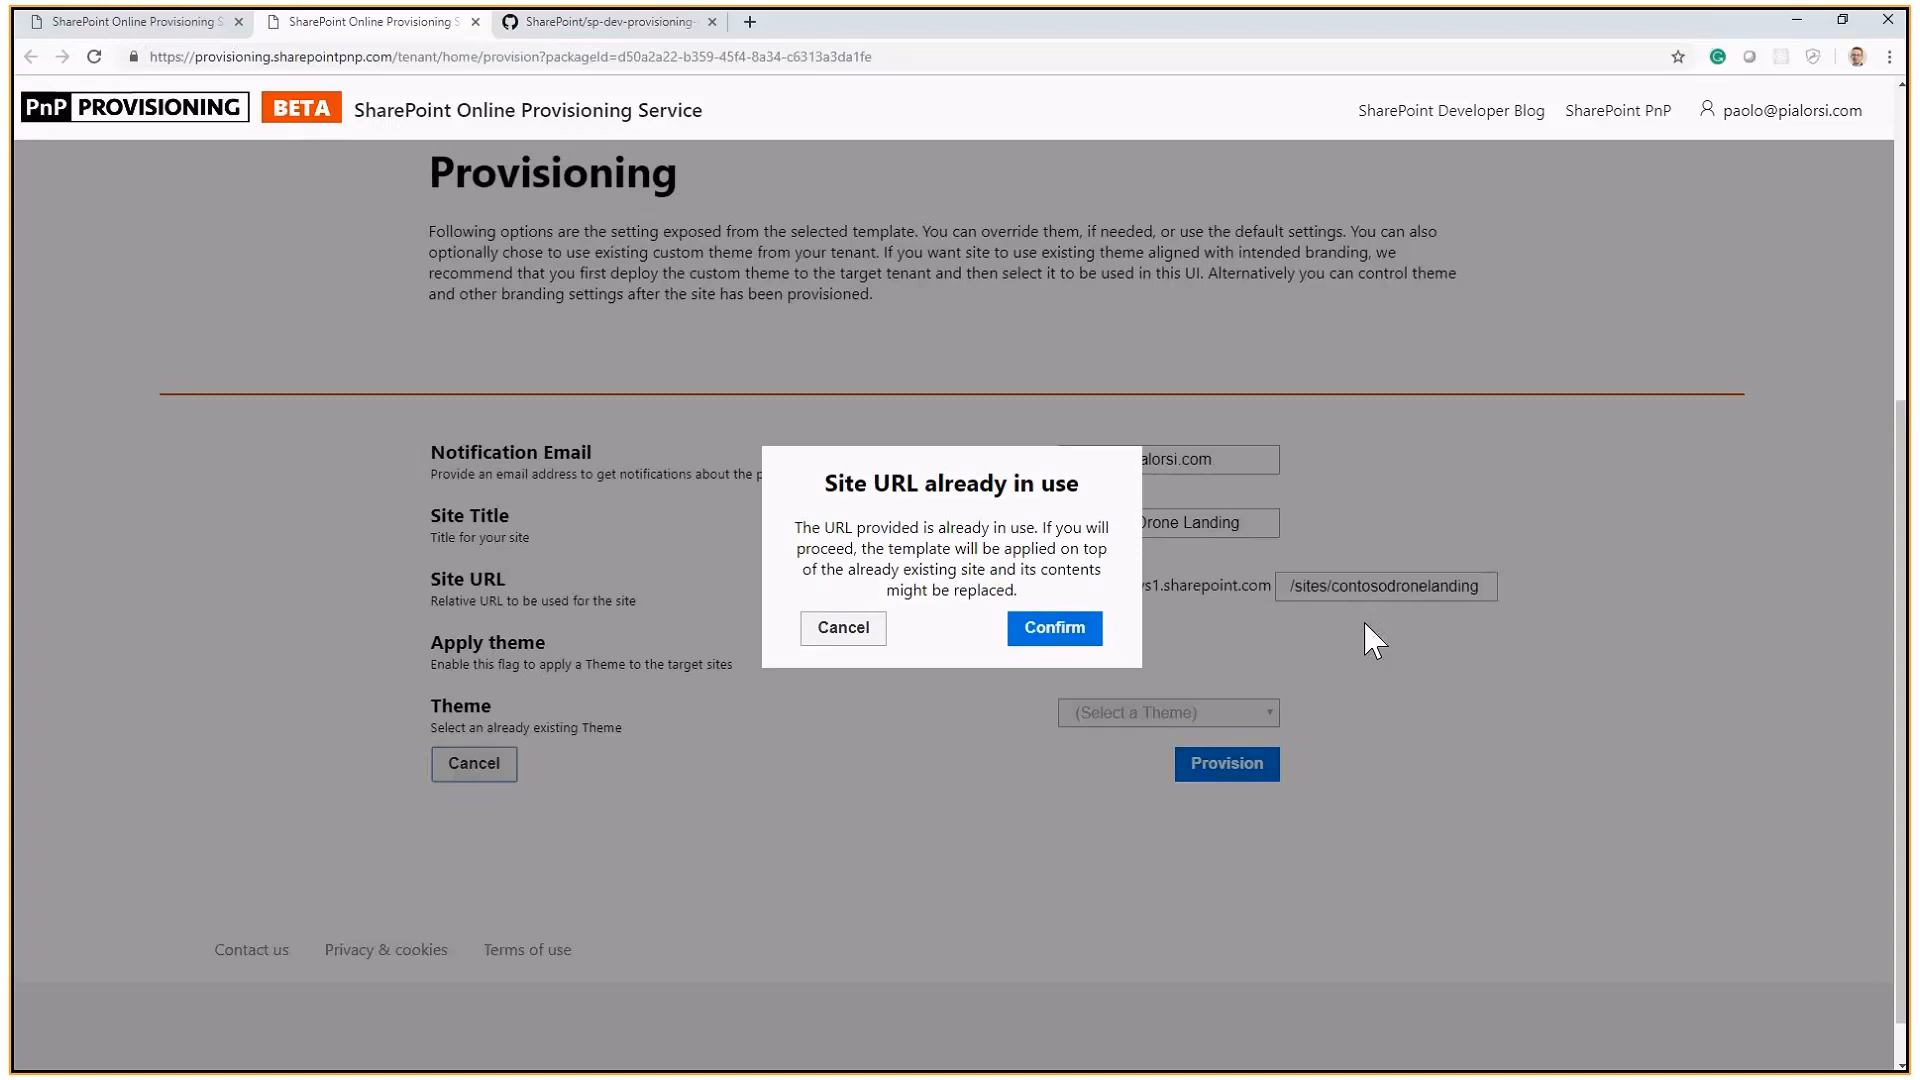 SharePoint Online Provisioning S
SharePoint Online Provisioning S
SharePoint/sp-dev-provisioning-
https://provisioning.sharepointpnp.com/tenant/home/provision?packageId=d50a2a22-b359-45f4-8a34-c6313a3da1fe
PnP PROVISIONING BETA SharePoint Online Provisioning Service
SharePoint Developer Blog SharePoint PnP paolo@pialorsi.com
Provisioning
Following options are the setting exposed from the selected template. You can override them, if needed, or use the default settings. You can also
optionally chose to use existing custom theme from your tenant. If you want site to use existing theme aligned with intended branding, we
recommend that you first deploy the custom theme to the target tenant and then select it to be used in this UI. Alternatively you can control theme
and other branding settings after the site has been provisioned.
Notification Email
Provide an email address to get notifications about the p
alorsi.com
Site Title
Title for your site
Drone Landing
Site URL
Relative URL to be used for the site
s1.sharepoint.com /sites/contosodronelanding
Apply theme
Enable this flag to apply a Theme to the target sites
Theme
Select an already existing Theme
(Select a Theme)
Cancel Provision
Site URL already in use
The URL provided is already in use. If you will
proceed, the template will be applied on top
of the already existing site and its contents
might be replaced.
Cancel Confirm
Contact us Privacy & cookies Terms of use